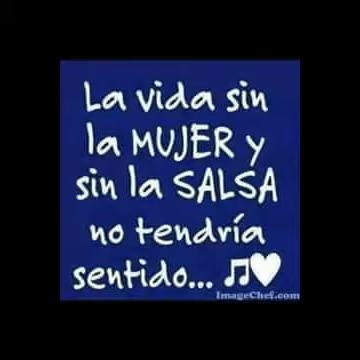 La vida sin
la MUJER y
sin la SALSA
no tendría
sentido... ♫🤍
ImageChef.com